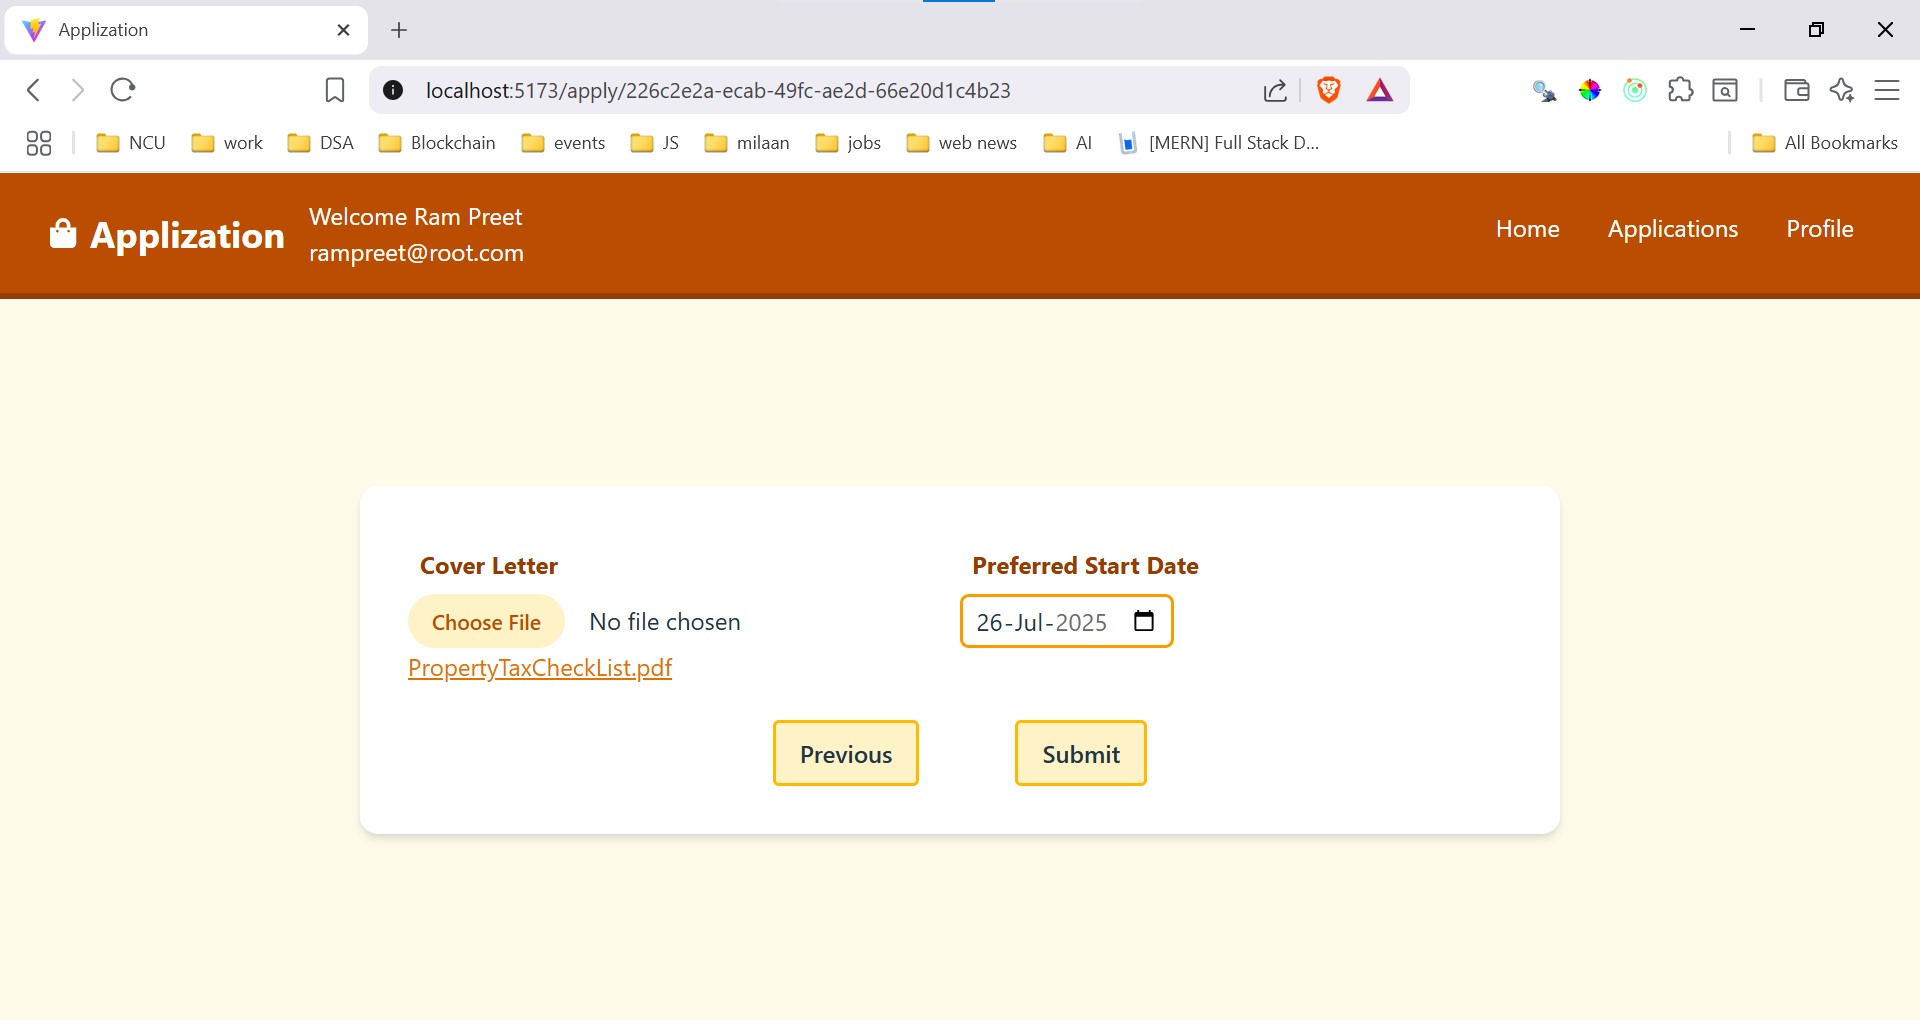 Applization
localhost:5173/apply/226c2e2a-ecab-49fc-ae2d-66e20d1c4b23
NCU work DSA Blockchain events JS milaan jobs web news AI [MERN] Full Stack D... All Bookmarks
Applization
Welcome Ram Preet
rampreet@root.com
Home Applications Profile
Cover Letter Preferred Start Date
Choose File No file chosen 26-Jul-2025
PropertyTaxCheckList.pdf
Previous Submit